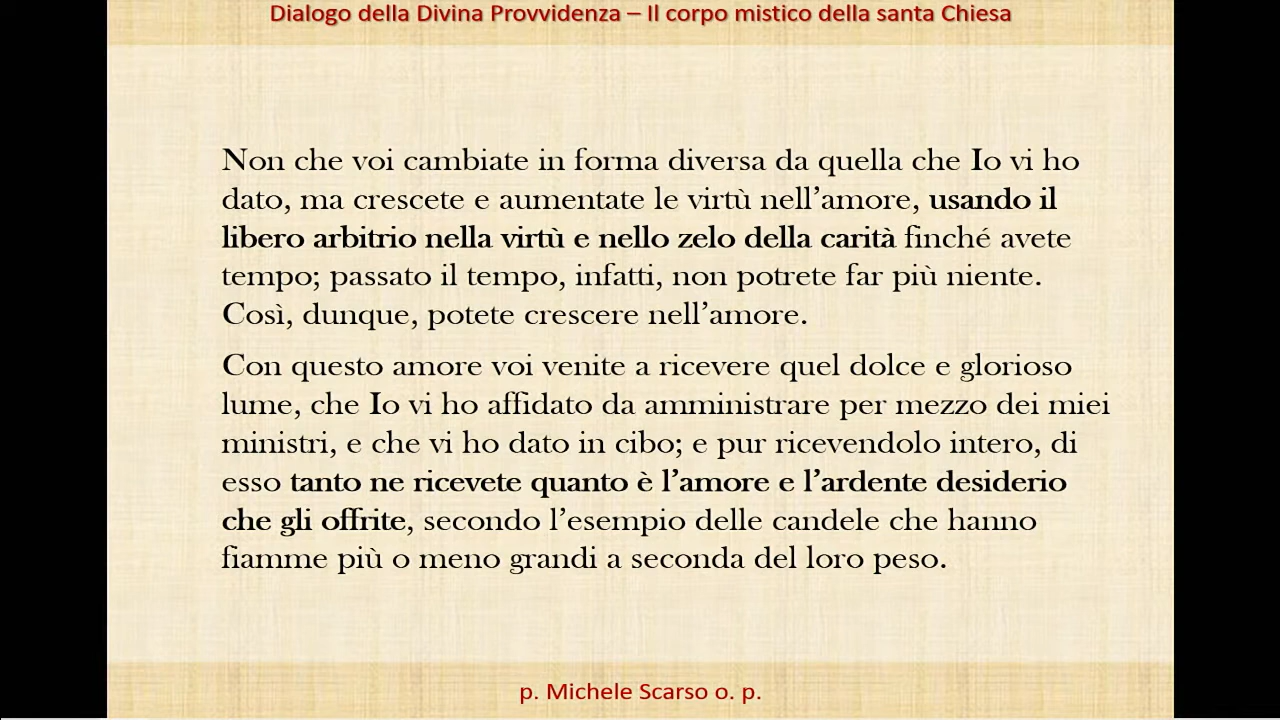 Dialogo della Divina Provvidenza – Il corpo mistico della santa Chiesa
Non che voi cambiate in forma diversa da quella che Io vi ho
dato, ma crescete e aumentate le virtù nell’amore, usando il
libero arbitrio nella virtù e nello zelo della carità finché avete
tempo; passato il tempo, infatti, non potrete far più niente.
Così, dunque, potete crescere nell’amore.
Con questo amore voi venite a ricevere quel dolce e glorioso
lume, che Io vi ho affidato da amministrare per mezzo dei miei
ministri, e che vi ho dato in cibo; e pur ricevendolo intero, di
esso tanto ne ricevete quanto è l’amore e l’ardente desiderio
che gli offrite, secondo l’esempio delle candele che hanno
fiamme più o meno grandi a seconda del loro peso.
p. Michele Scarso o. p.